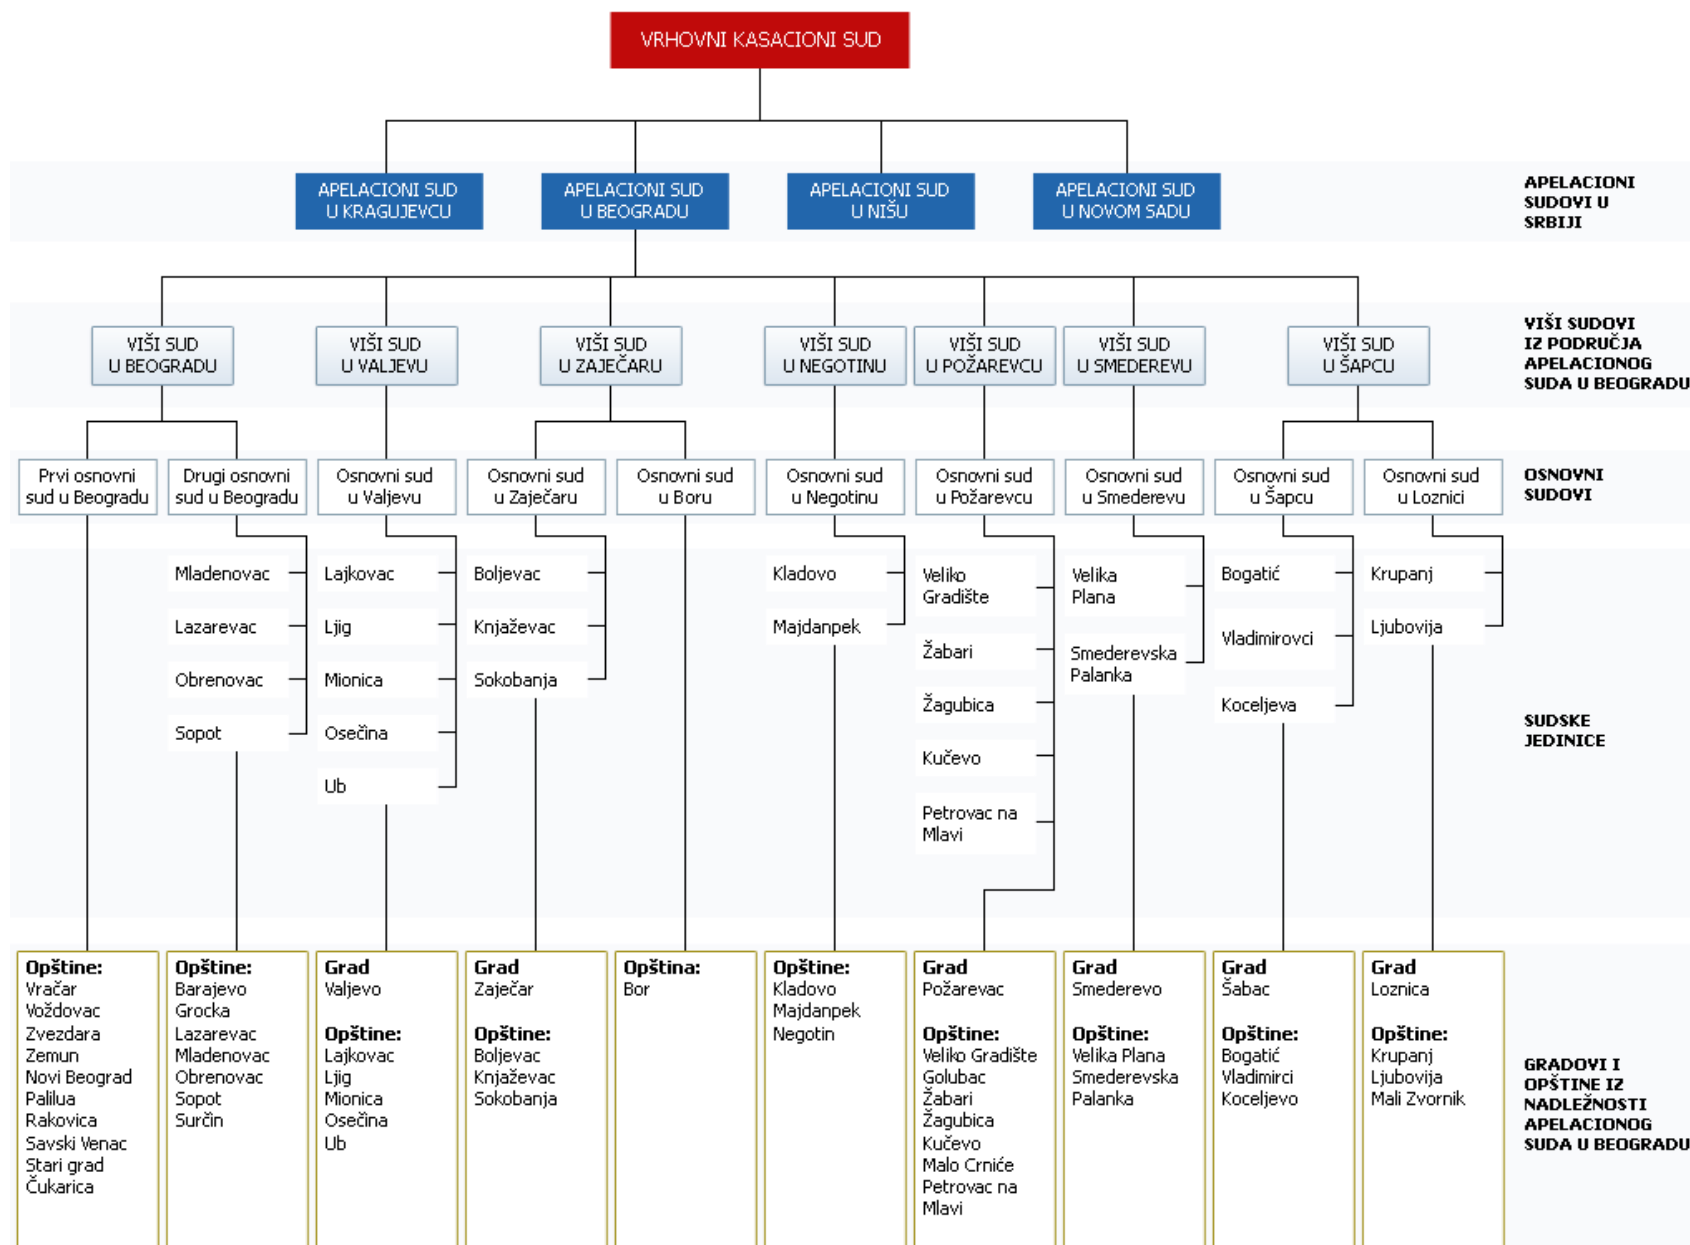 VRHOVNI KASACIONI SUD
APELACIONI SUD
U KRAGUJEVCU
APELACIONI SUD
U BEOGRADU
APELACIONI SUD
U NIŠU
APELACIONI SUD
U NOVOM SADU
APELACIONI
SUDOVI U
SRBIJI
VIŠI SUD
U BEOGRADU
VIŠI SUD
U VALJEVU
VIŠI SUD
U ZAJEČARU
VIŠI SUD
U NEGOTINU
VIŠI SUD
U POŽAREVCU
VIŠI SUD
U SMEDEREVU
VIŠI SUD
U ŠAPCU
VIŠI SUDOVI
IZ PODRUČJA
APELACIONOG
SUDA U BEOGRADU
Prvi osnovni
sud u Beogradu
Drugi osnovni
sud u Beogradu
Osnovni sud
u Valjevu
Osnovni sud
u Zaječaru
Osnovni sud
u Boru
Osnovni sud
u Negotinu
Osnovni sud
u Požarevcu
Osnovni sud
u Smederevu
Osnovni sud
u Šapcu
Osnovni sud
u Loznici
OSNOVNI
SUDOVI
Mladenovac
Lazarevac
Obrenovac
Sopot
Lajkovac
Ljig
Mionica
Osečina
Ub
Boljevac
Knjaževac
Sokobanja
Kladovo
Majdanpek
Veliko
Gradište
Žabari
Žagubica
Kučevo
Petrovac na
Mlavi
Velika
Plana
Smederevska
Palanka
Bogatić
Vladimirovci
Koceljeva
Krupanj
Ljubovija
SUDSKE
JEDINICE
Opštine:
Vračar
Voždovac
Zvezdara
Zemun
Novi Beograd
Palilua
Rakovica
Savski Venac
Stari grad
Čukarica
Opštine:
Barajevo
Grocka
Lazarevac
Mladenovac
Obrenovac
Sopot
Surčin
Grad
Valjevo
Opštine:
Lajkovac
Ljig
Mionica
Osečina
Ub
Grad
Zaječar
Opštine:
Boljevac
Knjaževac
Sokobanja
Opština:
Bor
Opštine:
Kladovo
Majdanpek
Negotin
Grad
Požarevac
Opštine:
Veliko Gradište
Golubac
Žabari
Žagubica
Kučevo
Malo Crniće
Petrovac na
Mlavi
Grad
Smederevo
Opštine:
Velika Plana
Smederevska
Palanka
Grad
Šabac
Opštine:
Bogatić
Vladimirci
Koceljevo
Grad
Loznica
Opštine:
Krupanj
Ljubovija
Mali Zvornik
GRADOVI I
OPŠTINE IZ
NADLEŽNOSTI
APELACIONOG
SUDA U BEOGRADU